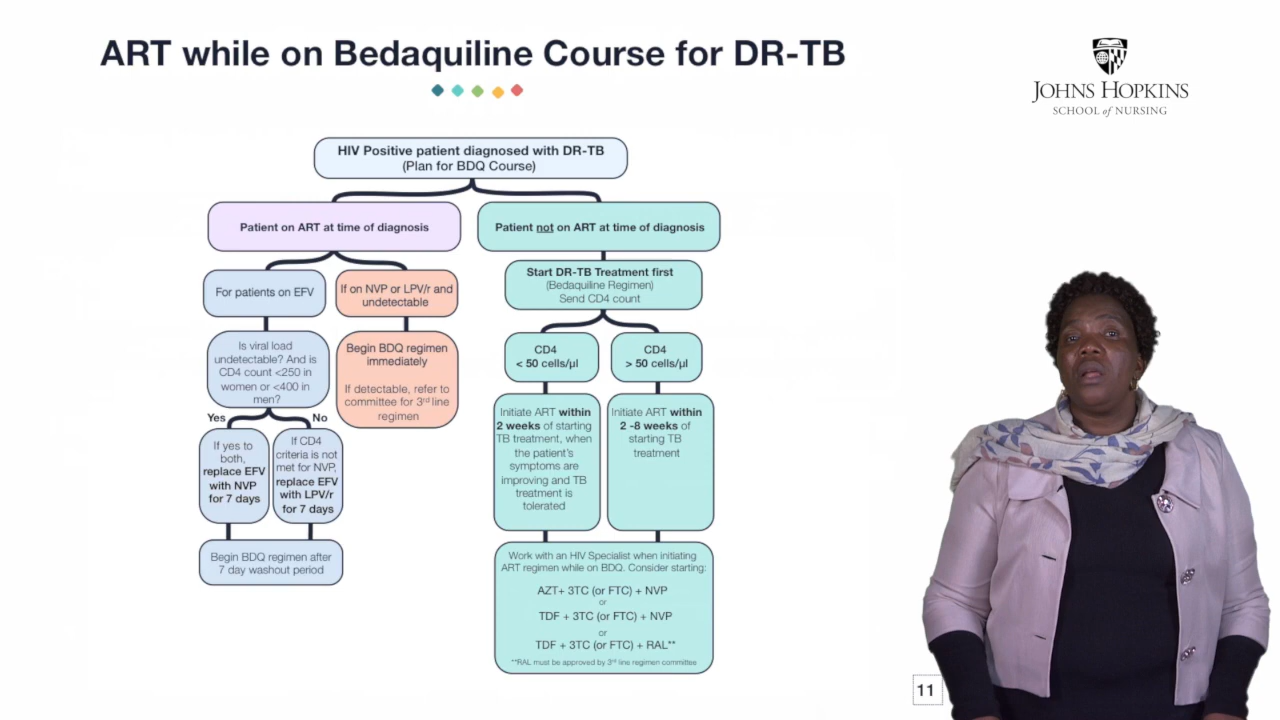 ART while on Bedaquiline Course for DR-TB
JOHNS HOPKINS
SCHOOL of NURSING
HIV Positive patient diagnosed with DR-TB
(Plan for BDQ Course)
Patient on ART at time of diagnosis
Patient not on ART at time of diagnosis
For patients on EFV
If on NVP or LPV/r and
undetectable
Start DR-TB Treatment first
(Bedaquiline Regimen)
Send CD4 count
Is viral load
undetectable? And is
CD4 count <250 in
women or <400 in
men?
Begin BDQ regimen
immediately
If detectable, refer to
committee for 3rd line
regimen
CD4
< 50 cells/µl
CD4
> 50 cells/µl
Yes
No
If yes to
both,
replace EFV
with NVP
for 7 days
If CD4
criteria is not
met for NVP,
replace EFV
with LPV/r
for 7 days
Initiate ART within
2 weeks of starting
TB treatment, when
the patient's
symptoms are
improving and TB
treatment is
tolerated
Initiate ART within
2 -8 weeks of
starting TB
treatment
Begin BDQ regimen after
7 day washout period
Work with an HIV Specialist when initiating
ART regimen while on BDQ. Consider starting:
AZT+ 3TC (or FTC) + NVP
or
TDF + 3TC (or FTC) + NVP
or
TDF + 3TC (or FTC) + RAL**
**RAL must be approved by 3rd line regimen committee
11